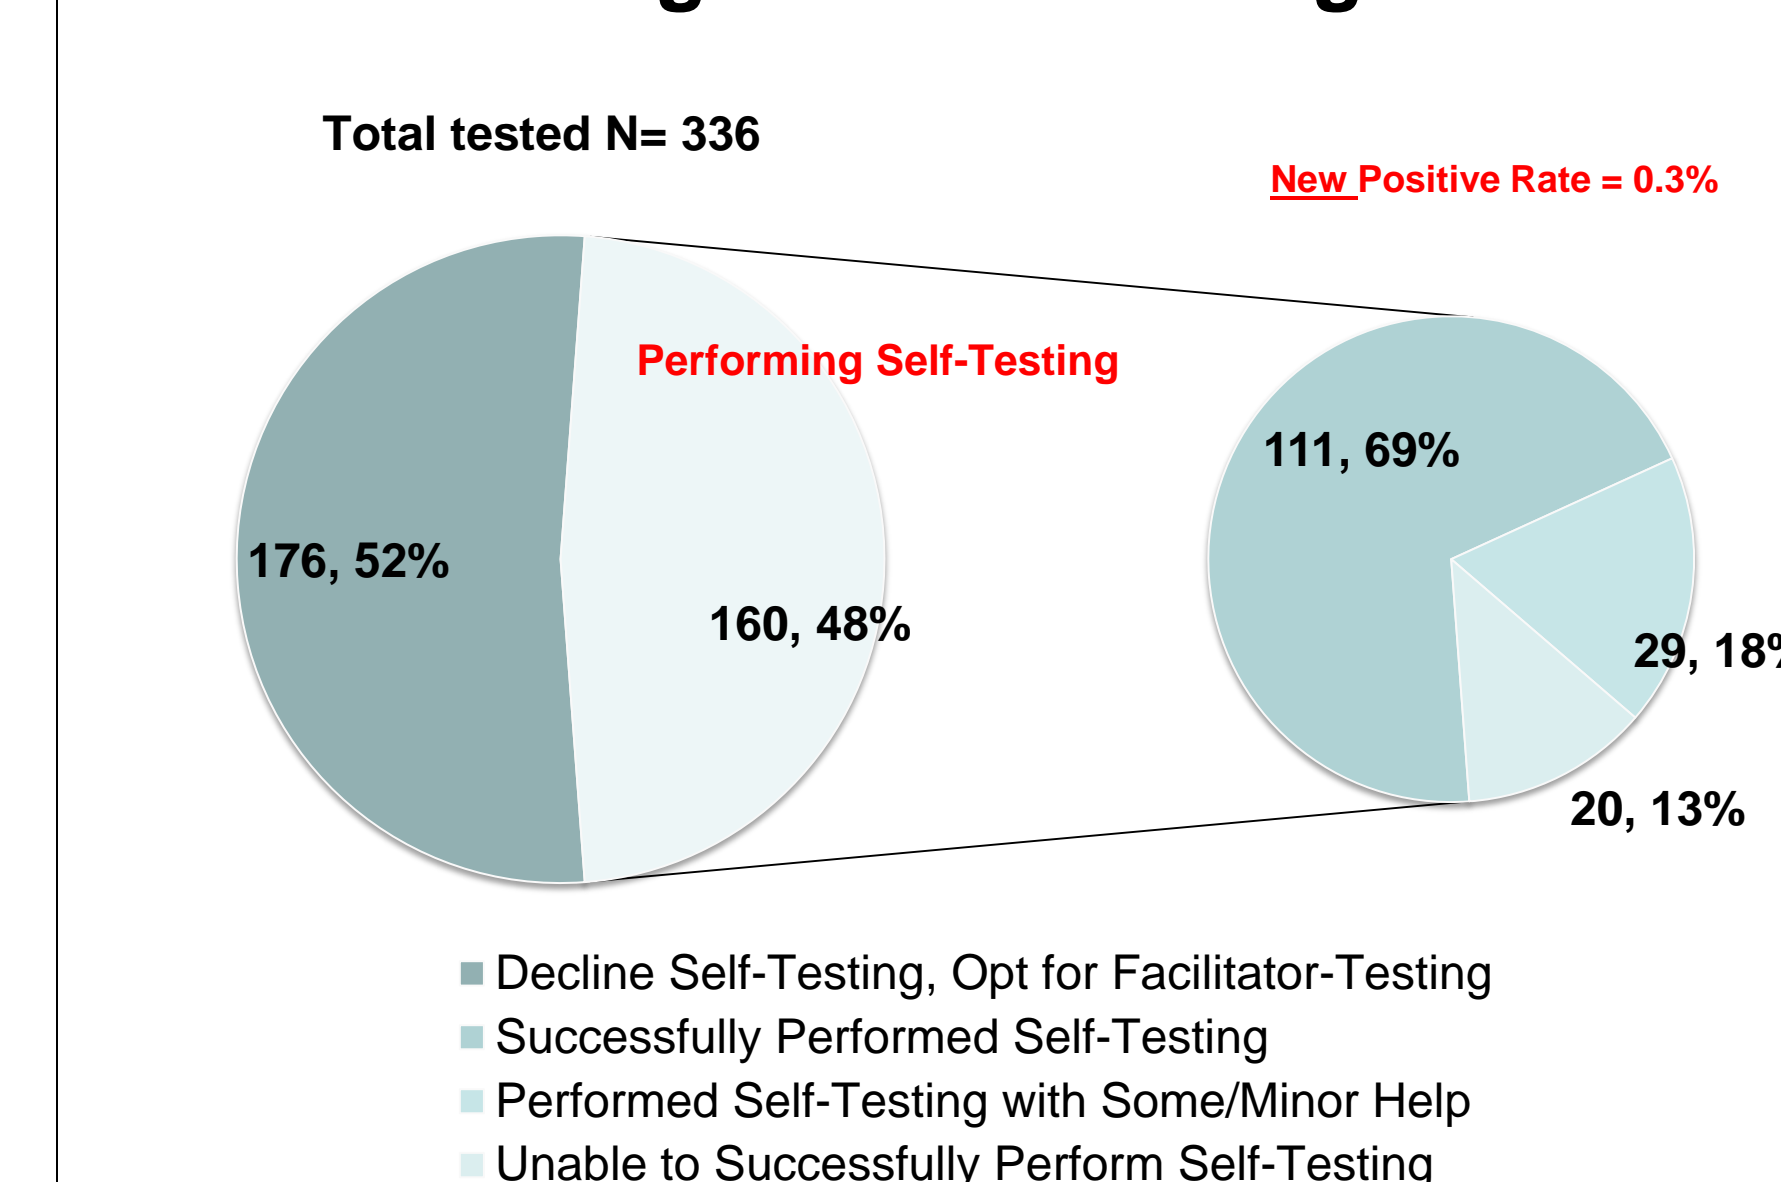 Total tested N= 336
New Positive Rate = 0.3%
Performing Self-Testing
111, 69%
176, 52%
160, 48%
29, 18%
20, 13%
Decline Self-Testing, Opt for Facilitator-Testing
Successfully Performed Self-Testing
Performed Self-Testing with Some/Minor Help
Unable to Successfully Perform Self-Testing